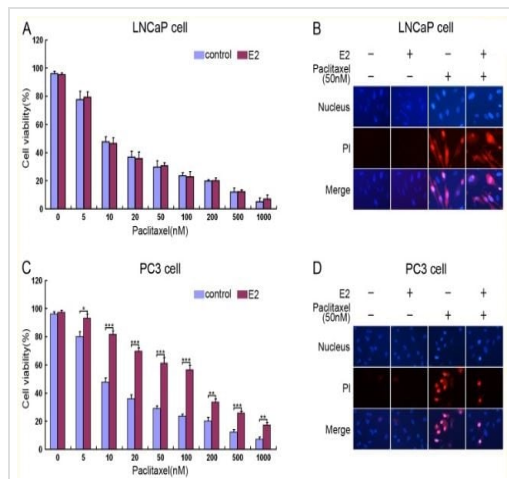 A
LNCaP cell
control E2
Cell viability(%)
120
100
80
60
40
20
0
0 5 10 20 50 100 200 500 1000
Paclitaxel(nM)
B
LNCaP cell
E2 − + − +
Paclitaxel
(50nM) − − + +
Nucleus
PI
Merge
C
PC3 cell
control E2
Cell viability(%)
120
100
80
60
40
20
0
* *** *** *** *** ** *** **
0 5 10 20 50 100 200 500 1000
Paclitaxel(nM)
D
PC3 cell
E2 − + − +
Paclitaxel
(50nM) − − + +
Nucleus
PI
Merge